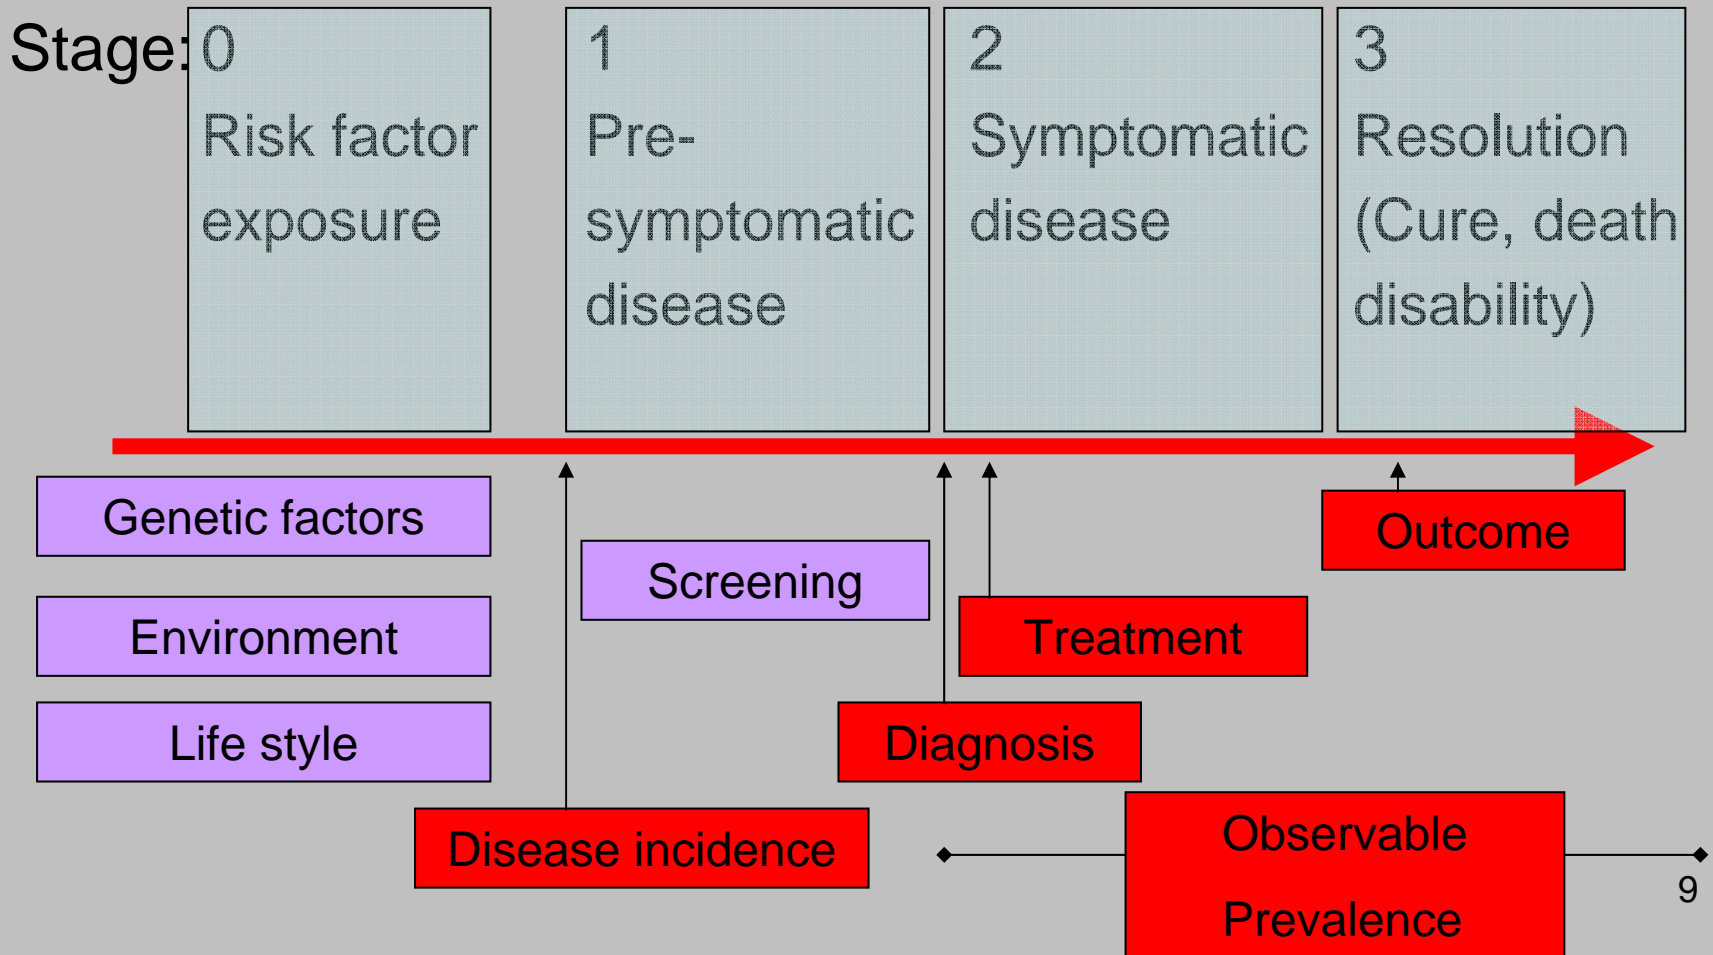 Stage:
0
Risk factor
exposure
1
Pre-
symptomatic
disease
2
Symptomatic
disease
3
Resolution
(Cure, death
disability)
Genetic factors
Environment
Life style
Screening
Outcome
Treatment
Diagnosis
Disease incidence
Observable
Prevalence
9